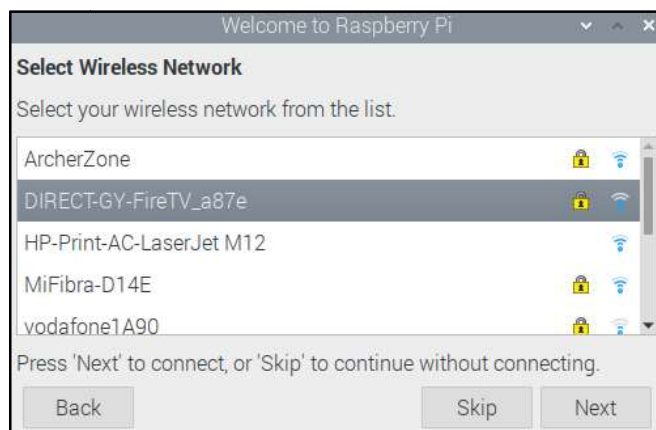 Welcome to Raspberry Pi
Select Wireless Network
Select your wireless network from the list.
ArcherZone
DIRECT-GY-FireTV_a87e
HP-Print-AC-LaserJet M12
MiFibra-D14E
vodafone1A90
Press 'Next' to connect, or 'Skip' to continue without connecting.
Back Skip Next